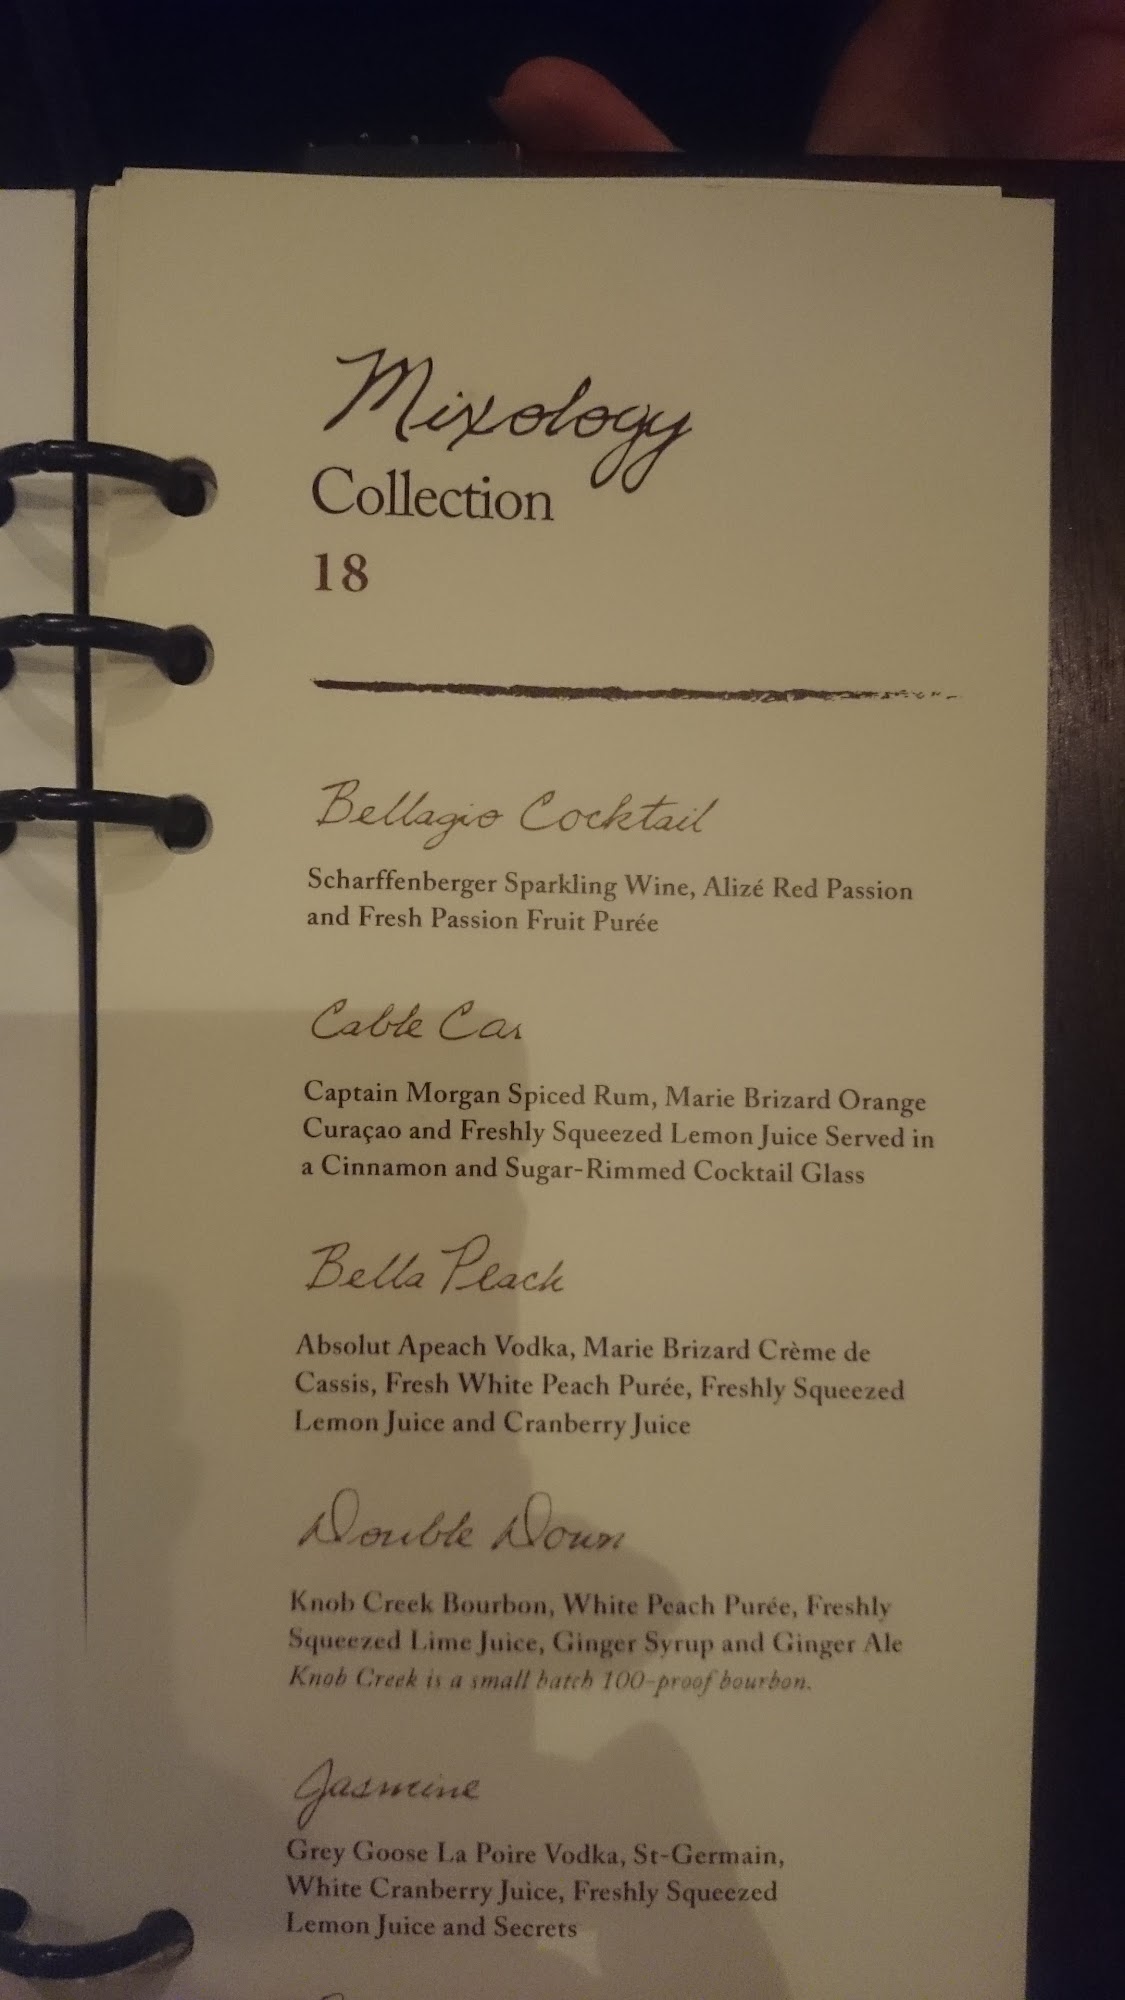 Mixology
Collection
18
Bellagio Cocktail
Scharffenberger Sparkling Wine, Alizé Red Passion
and Fresh Passion Fruit Purée
Cable Car
Captain Morgan Spiced Rum, Marie Brizard Orange
Curaçao and Freshly Squeezed Lemon Juice Served in
a Cinnamon and Sugar-Rimmed Cocktail Glass
Bella Peach
Absolut Apeach Vodka, Marie Brizard Crème de
Cassis, Fresh White Peach Purée, Freshly Squeezed
Lemon Juice and Cranberry Juice
Double Down
Knob Creek Bourbon, White Peach Purée, Freshly
Squeezed Lime Juice, Ginger Syrup and Ginger Ale
Knob Creek is a small batch 100-proof bourbon.
Jasmine
Grey Goose La Poire Vodka, St-Germain,
White Cranberry Juice, Freshly Squeezed
Lemon Juice and Secrets